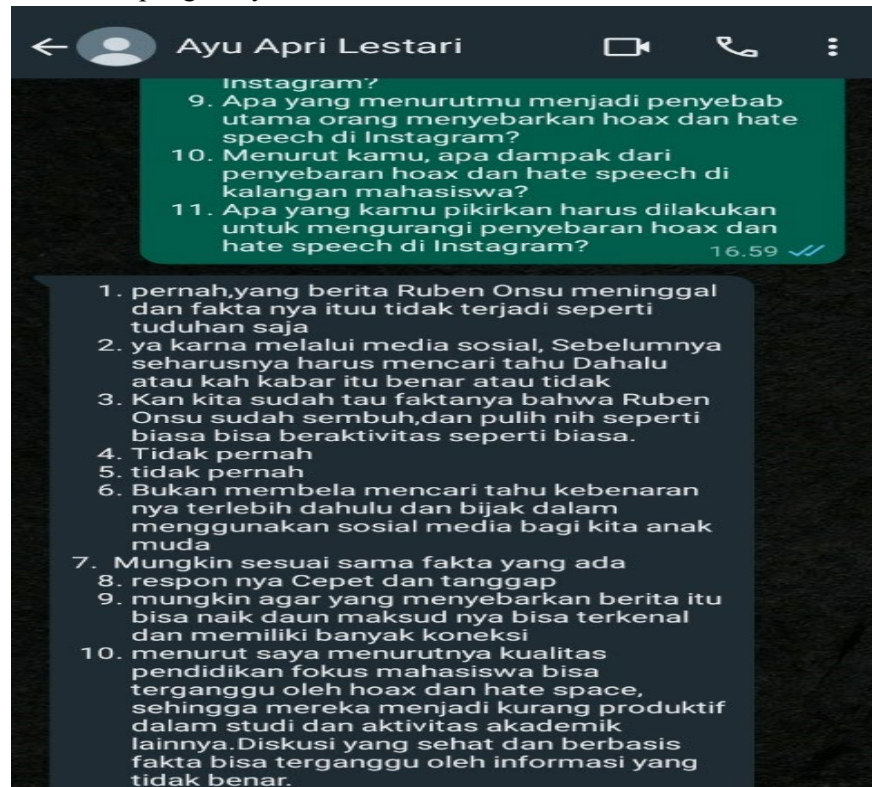 Ayu Apri Lestari
Instagram?
9. Apa yang menurutmu menjadi penyebab
utama orang menyebarkan hoax dan hate
speech di Instagram?
10. Menurut kamu, apa dampak dari
penyebaran hoax dan hate speech di
kalangan mahasiswa?
11. Apa yang kamu pikirkan harus dilakukan
untuk mengurangi penyebaran hoax dan
hate speech di Instagram?
16.59
1. pernah,yang berita Ruben Onsu meninggal
dan fakta nya ituu tidak terjadi seperti
tuduhan saja
2. ya karna melalui media sosial, Sebelumnya
seharusnya harus mencari tahu Dahalu
atau kah kabar itu benar atau tidak
3. Kan kita sudah tau faktanya bahwa Ruben
Onsu sudah sembuh,dan pulih nih seperti
biasa bisa beraktivitas seperti biasa.
4. Tidak pernah
5. tidak pernah
6. Bukan membela mencari tahu kebenaran
nya terlebih dahulu dan bijak dalam
menggunakan sosial media bagi kita anak
muda
7. Mungkin sesuai sama fakta yang ada
8. respon nya Cepet dan tanggap
9. mungkin agar yang menyebarkan berita itu
bisa naik daun maksud nya bisa terkenal
dan memiliki banyak koneksi
10. menurut saya menurutnya kualitas
pendidikan fokus mahasiswa bisa
terganggu oleh hoax dan hate space,
sehingga mereka menjadi kurang produktif
dalam studi dan aktivitas akademik
lainnya.Diskusi yang sehat dan berbasis
fakta bisa terganggu oleh informasi yang
tidak benar.